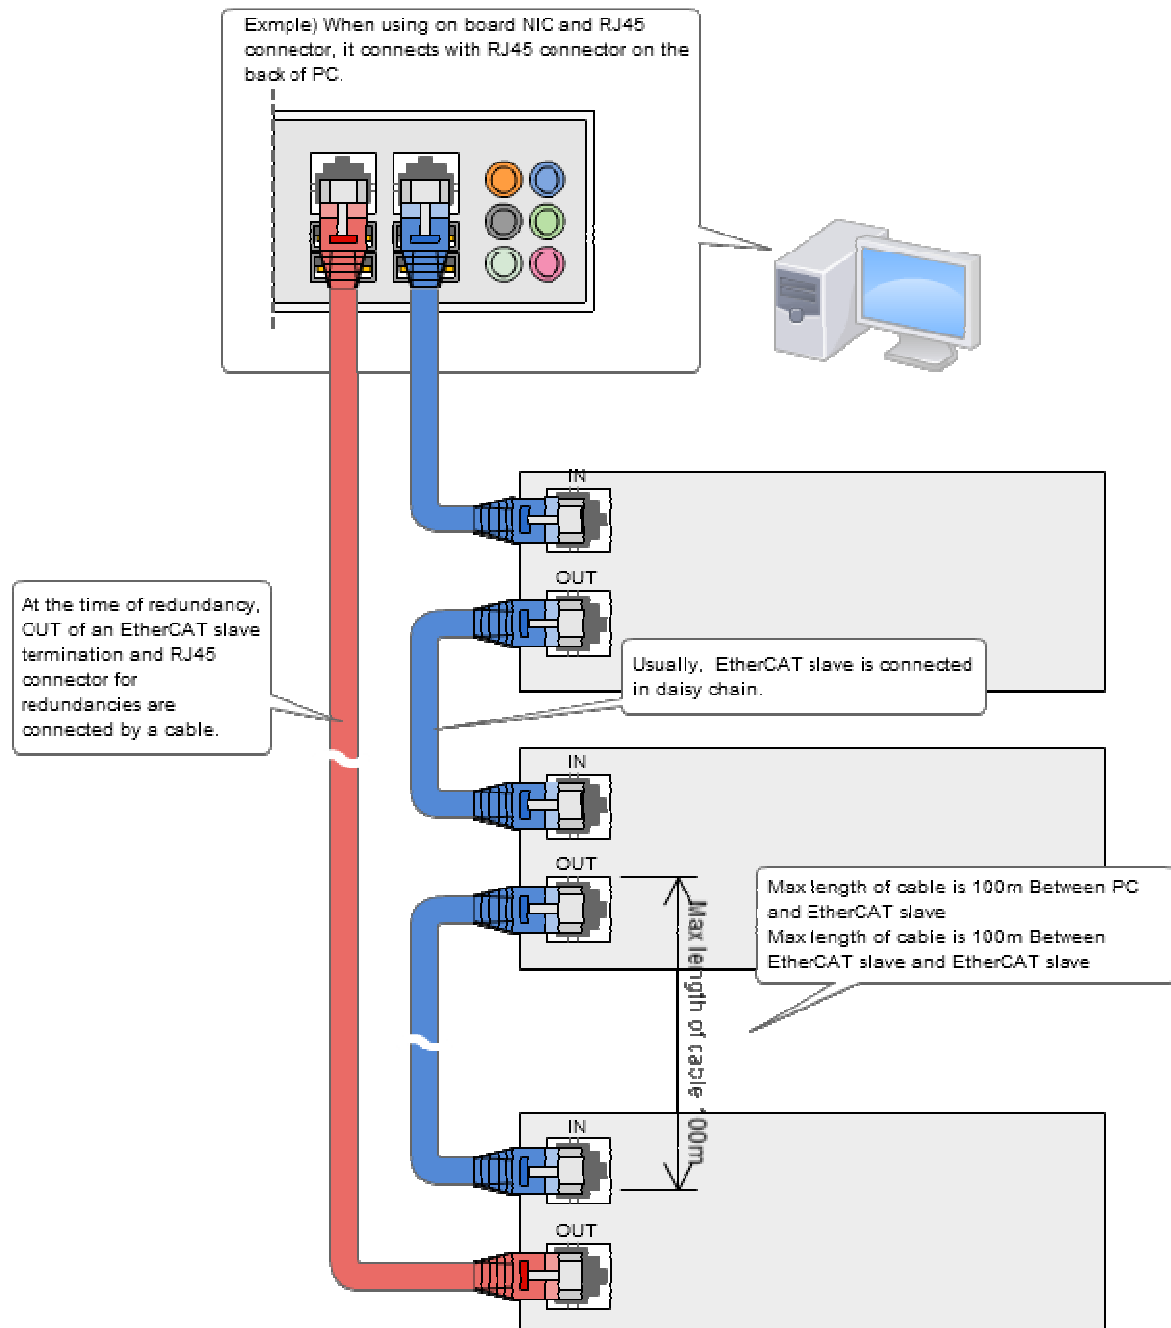 Exmple) When using on board NIC and RJ45
connector, it connects with RJ45 connector on the
back of PC.
IN
OUT
At the time of redundancy,
OUT of an EtherCAT slave
termination and RJ45
connector for
redundancies are
connected by a cable.
Usually, EtherCAT slave is connected
in daisy chain.
IN
OUT
Max length of cable is 100m Between PC
and EtherCAT slave
Max length of cable is 100m Between
EtherCAT slave and EtherCAT slave
Max length of cable 100m
IN
OUT